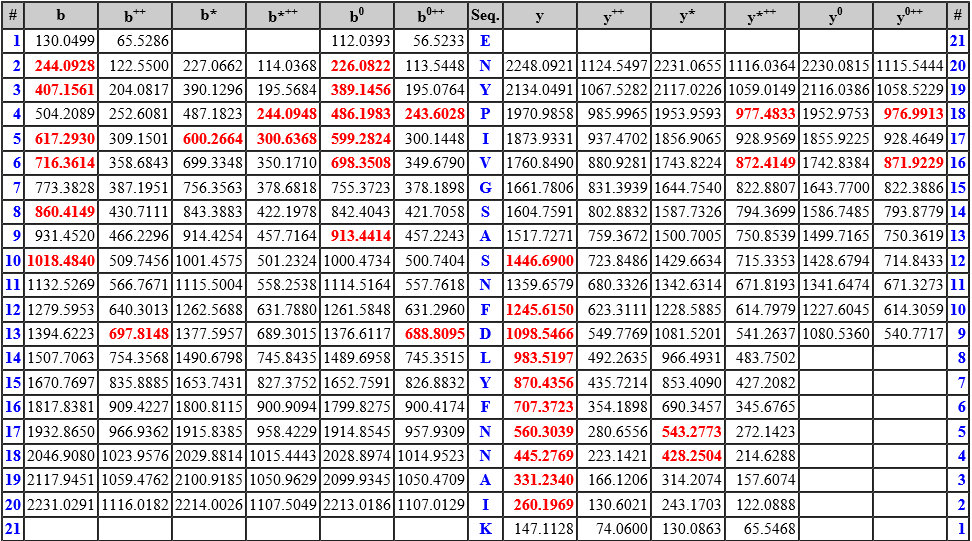 # b b++ b* b*++ b0 b0++ Seq. y y++ y* y*++ y0 y0++ #
1 130.0499 65.5286 112.0393 56.5233 E 21
2 244.0928 122.5500 227.0662 114.0368 226.0822 113.5448 N 2248.0921 1124.5497 2231.0655 1116.0364 2230.0815 1115.5444 20
3 407.1561 204.0817 390.1296 195.5684 389.1456 195.0764 Y 2134.0491 1067.5282 2117.0226 1059.0149 2116.0386 1058.5229 19
4 504.2089 252.6081 487.1823 244.0948 486.1983 243.6028 P 1970.9858 985.9965 1953.9593 977.4833 1952.9753 976.9913 18
5 617.2930 309.1501 600.2664 300.6368 599.2824 300.1448 I 1873.9331 937.4702 1856.9065 928.9569 1855.9225 928.4649 17
6 716.3614 358.6843 699.3348 350.1710 698.3508 349.6790 V 1760.8490 880.9281 1743.8224 872.4149 1742.8384 871.9229 16
7 773.3828 387.1951 756.3563 378.6818 755.3723 378.1898 G 1661.7806 831.3939 1644.7540 822.8807 1643.7700 822.3886 15
8 860.4149 430.7111 843.3883 422.1978 842.4043 421.7058 S 1604.7591 802.8832 1587.7326 794.3699 1586.7485 793.8779 14
9 931.4520 466.2296 914.4254 457.7164 913.4414 457.2243 A 1517.7271 759.3672 1500.7005 750.8539 1499.7165 750.3619 13
10 1018.4840 509.7456 1001.4575 501.2324 1000.4734 500.7404 S 1446.6900 723.8486 1429.6634 715.3353 1428.6794 714.8433 12
11 1132.5269 566.7671 1115.5004 558.2538 1114.5164 557.7618 N 1359.6579 680.3326 1342.6314 671.8193 1341.6474 671.3273 11
12 1279.5953 640.3013 1262.5688 631.7880 1261.5848 631.2960 F 1245.6150 623.3111 1228.5885 614.7979 1227.6045 614.3059 10
13 1394.6223 697.8148 1377.5957 689.3015 1376.6117 688.8095 D 1098.5466 549.7769 1081.5201 541.2637 1080.5360 540.7717 9
14 1507.7063 754.3568 1490.6798 745.8435 1489.6958 745.3515 L 983.5197 492.2635 966.4931 483.7502 8
15 1670.7697 835.8885 1653.7431 827.3752 1652.7591 826.8832 Y 870.4356 435.7214 853.4090 427.2082 7
16 1817.8381 909.4227 1800.8115 900.9094 1799.8275 900.4174 F 707.3723 354.1898 690.3457 345.6765 6
17 1932.8650 966.9362 1915.8385 958.4229 1914.8545 957.9309 N 560.3039 280.6556 543.2773 272.1423 5
18 2046.9080 1023.9576 2029.8814 1015.4443 2028.8974 1014.9523 N 445.2769 223.1421 428.2504 214.6288 4
19 2117.9451 1059.4762 2100.9185 1050.9629 2099.9345 1050.4709 A 331.2340 166.1206 314.2074 157.6074 3
20 2231.0291 1116.0182 2214.0026 1107.5049 2213.0186 1107.0129 I 260.1969 130.6021 243.1703 122.0888 2
21 K 147.1128 74.0600 130.0863 65.5468 1